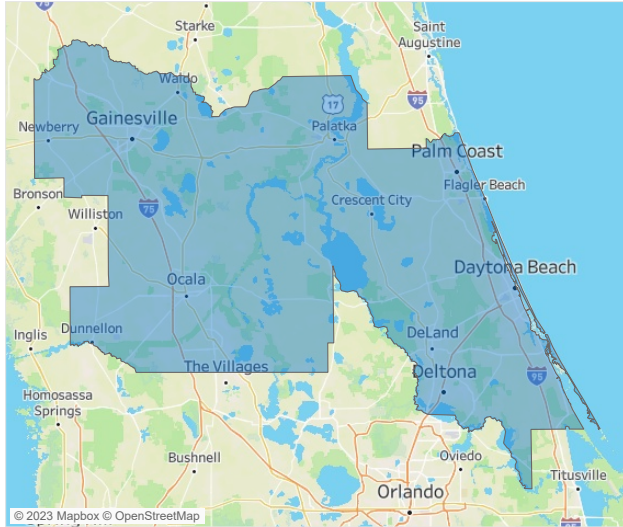 Starke
Saint
Augustine
Waldo
17
95
Newberry
Gainesville
Palatka
Palm Coast
Flagler Beach
Bronson
75
Crescent City
Williston
Ocala
Daytona Beach
Inglis
Dunnellon
DeLand
The Villages
Deltona
95
Homosassa
Springs
Bushnell
Oviedo
Orlando
Titusville
© 2023 Mapbox © OpenStreetMap